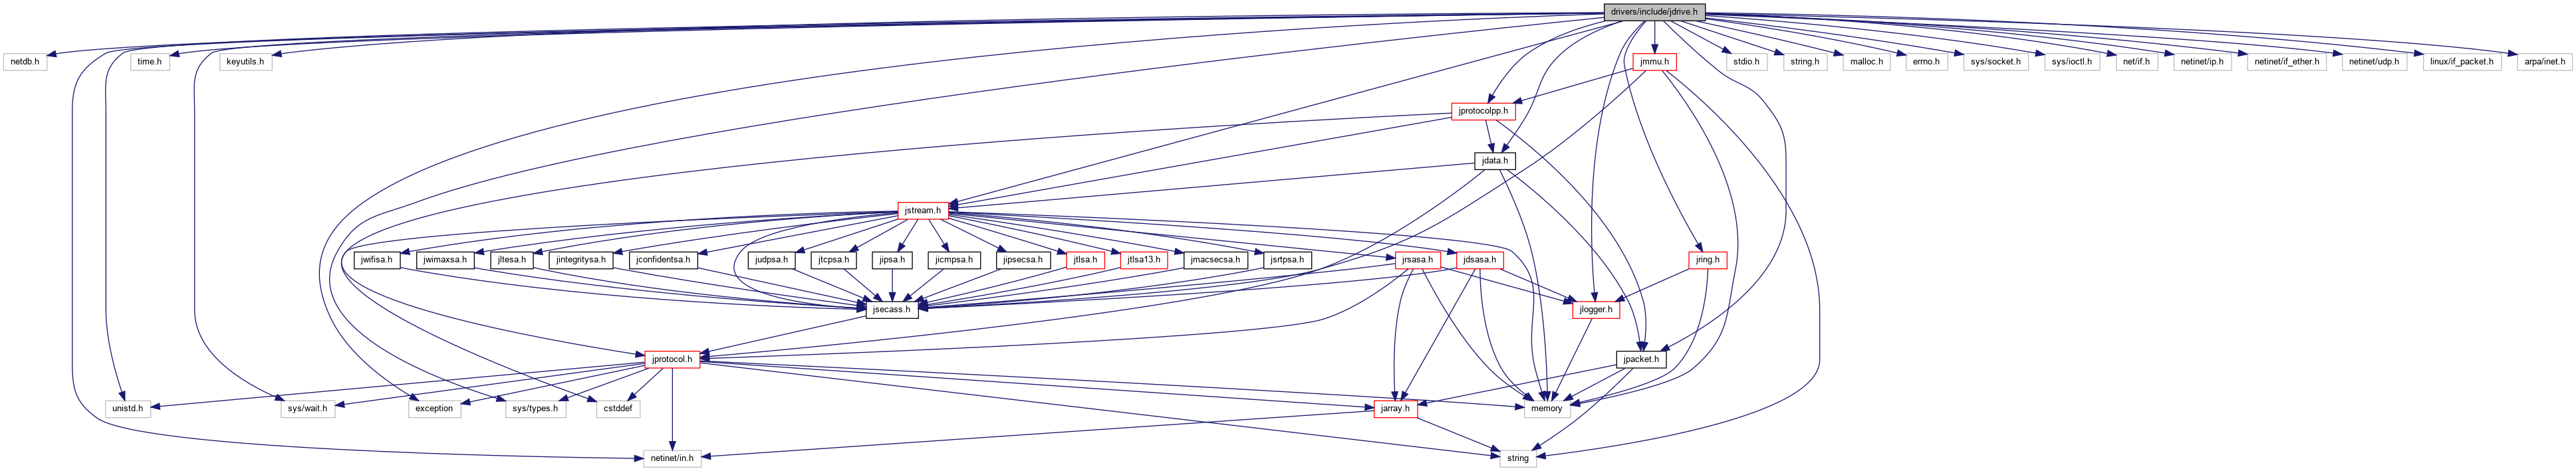 drivers/include/jdrive.h
netdb.h
time.h
keyutils.h
jmmu.h
stdio.h
string.h
malloc.h
errno.h
sys/socket.h
sys/ioctl.h
net/if.h
netinet/ip.h
netinet/if_ether.h
netinet/udp.h
linux/if_packet.h
arpa/inet.h
jprotocolpp.h
jdata.h
jstream.h
jwifisa.h
jwimaxsa.h
jltesa.h
jintegritysa.h
jconfidentsa.h
judpsa.h
jtcpsa.h
jipsa.h
jicmpsa.h
jipsecsa.h
jtlsa.h
jtlsa13.h
jmacsecsa.h
jsrtpsa.h
jrsasa.h
jdsasa.h
jring.h
jsecass.h
jlogger.h
jprotocol.h
jpacket.h
unistd.h
sys/wait.h
exception
sys/types.h
cstddef
jarray.h
memory
netinet/in.h
string